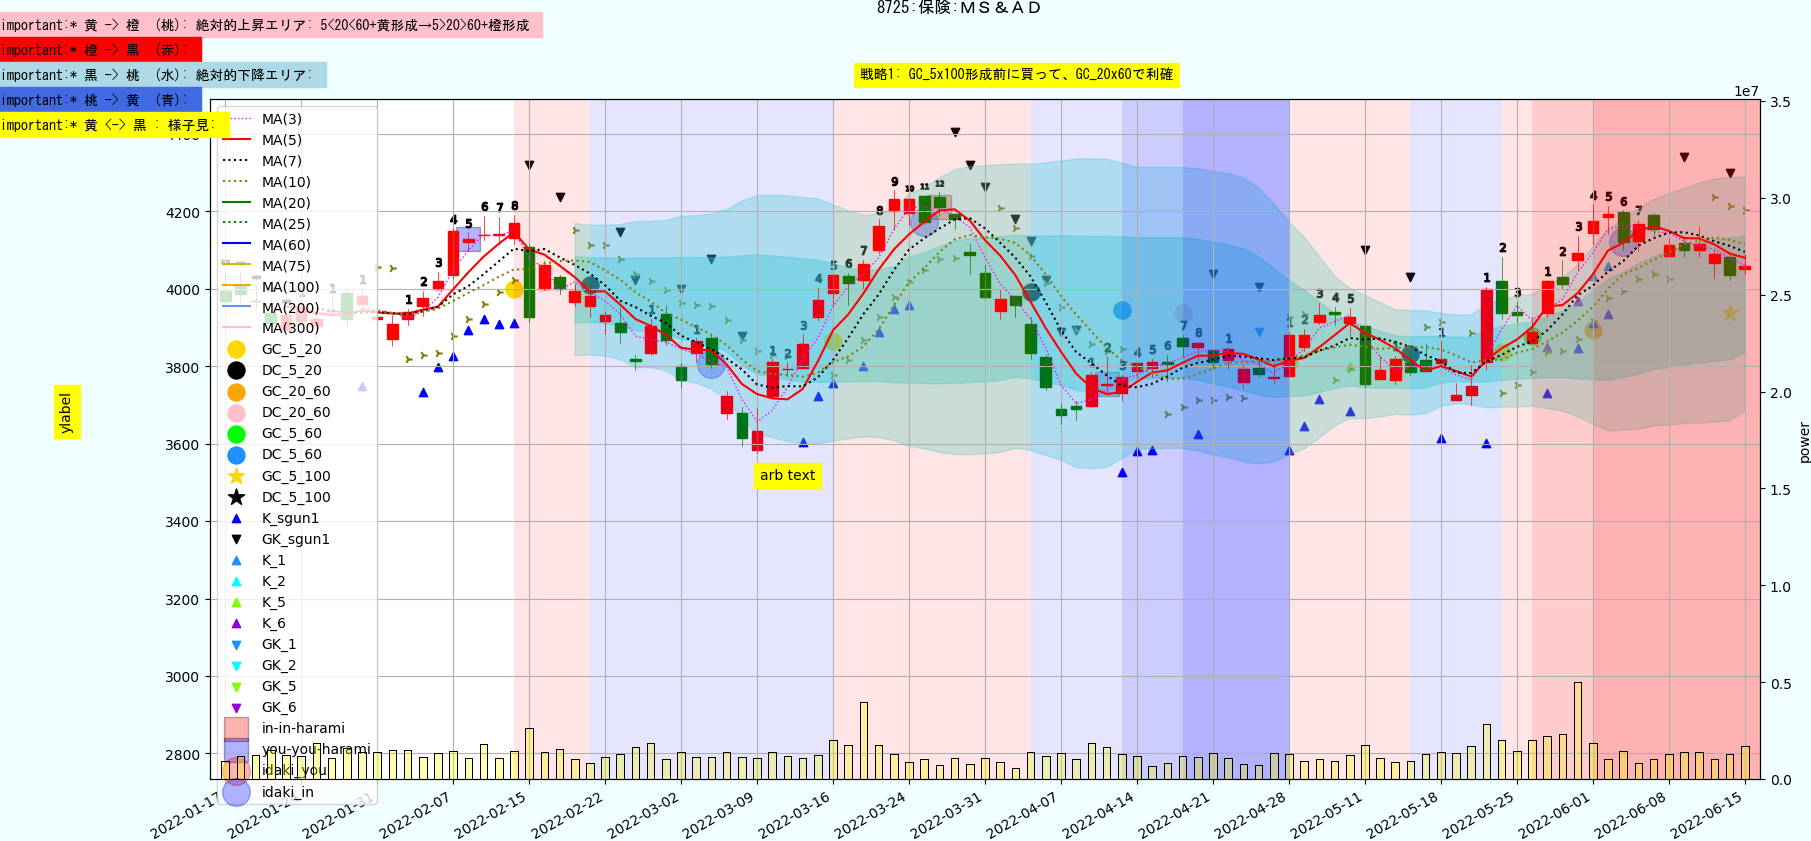 8725:保険:ＭＳ＆ＡＤ
important:* 黄 -> 橙 (桃): 絶対的上昇エリア: 5<20<60+黄形成→5>20>60+橙形成
important:* 橙 -> 黒 (赤):
important:* 黒 -> 桃 (水): 絶対的下降エリア:
戦略1: GC_5x100形成前に買って、GC_20x60で利確
important:* 桃 -> 黄 (青):
important:* 黄 <-> 黒 : 様子見:
1e7
MA(3)
MA(5)
MA(7)
MA(10)
MA(20)
MA(25)
MA(60)
MA(75)
MA(100)
MA(200)
MA(300)
GC_5_20
DC_5_20
GC_20_60
DC_20_60
GC_5_60
DC_5_60
GC_5_100
DC_5_100
K_sgun1
GK_sgun1
K_1
K_2
K_5
K_6
GK_1
GK_2
GK_5
GK_6
in-in-harami
you-you-harami
idaki_you
idaki_in
4200
4000
3800
3600
3400
3200
3000
2800
ylabel
arb text
3.5
3.0
2.5
2.0
1.5
1.0
0.5
0.0
power
2022-01-17
2022-01-31
2022-02-07
2022-02-15
2022-02-22
2022-03-02
2022-03-09
2022-03-16
2022-03-24
2022-03-31
2022-04-07
2022-04-14
2022-04-21
2022-04-28
2022-05-11
2022-05-18
2022-05-25
2022-06-01
2022-06-08
2022-06-15